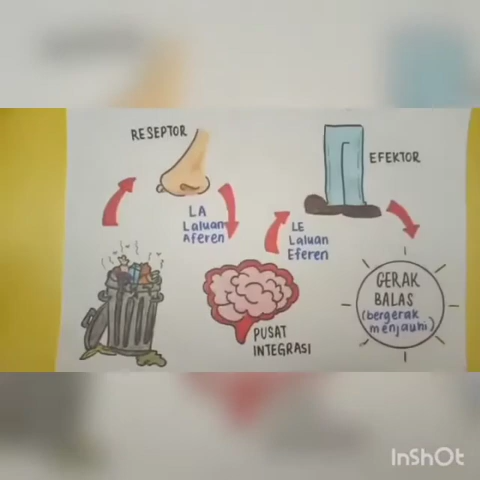 RESEPTOR
EFEKTOR
LA
Laluan
Aferen
LE
Laluan
Eferen
PUSAT
INTEGRASI
GERAK
BALAS
(bergerak
menjauhi)
InShOt